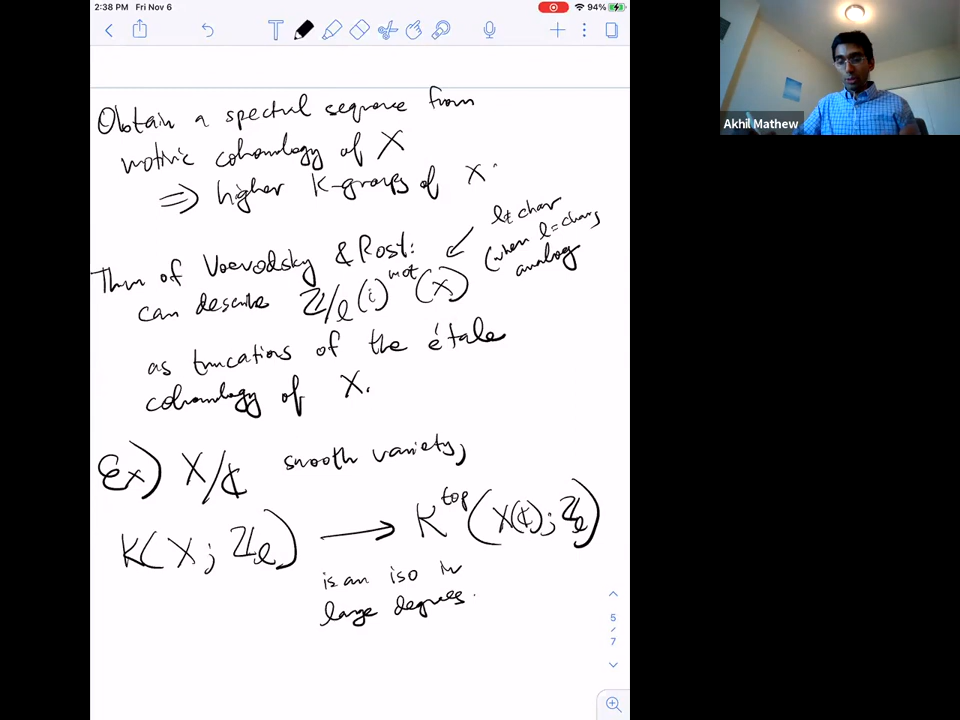 2:38 PM Fri Nov 6
94%
Obtain a spectral sequence from
motivic cohomology of X
⇒ higher K-groups of X.
l≠char
(when l=char,
analog
Thm of Voevodsky & Rost:
can describe ℤ/l(i)^mot(X)
as truncations of the étale
cohomology of X.
Ex) X/ℂ smooth variety,
K(X; ℤ_l) ⟶ K^top(X(ℂ); ℤ_l)
is an iso in
large degrees.
5
/
7
Akhil Mathew